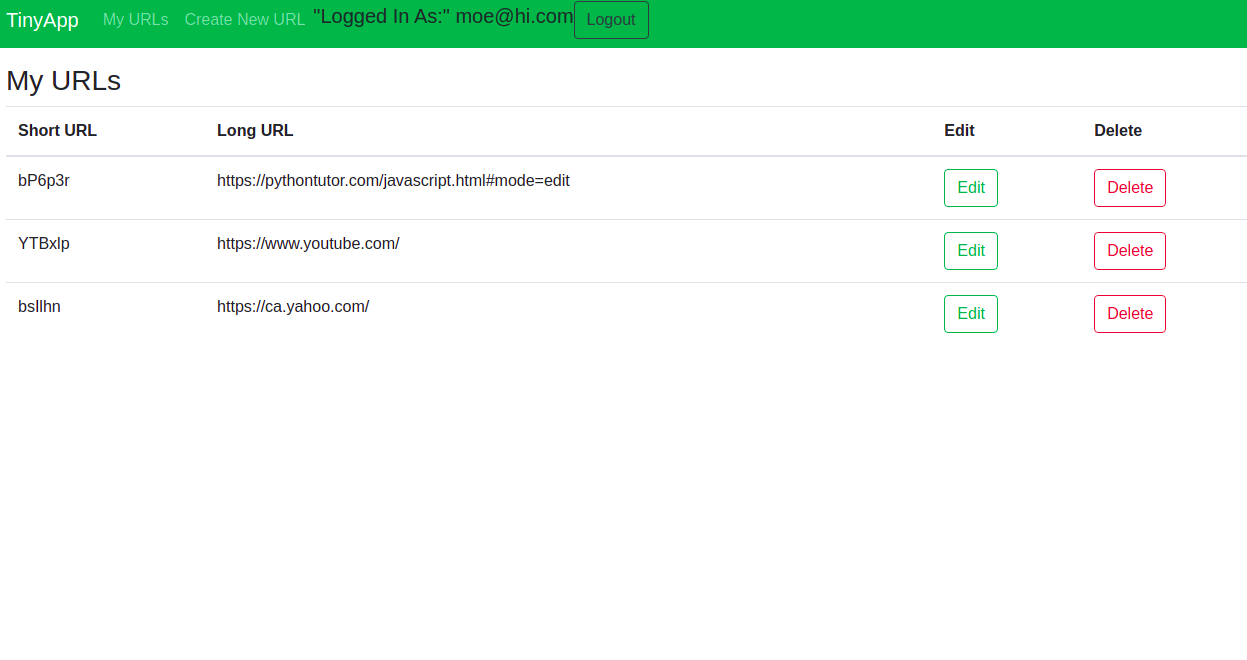 TinyApp My URLs Create New URL "Logged In As:" moe@hi.com Logout
My URLs
Short URL Long URL Edit Delete
bP6p3r https://pythontutor.com/javascript.html#mode=edit Edit Delete
YTBxlp https://www.youtube.com/ Edit Delete
bsIlhn https://ca.yahoo.com/ Edit Delete